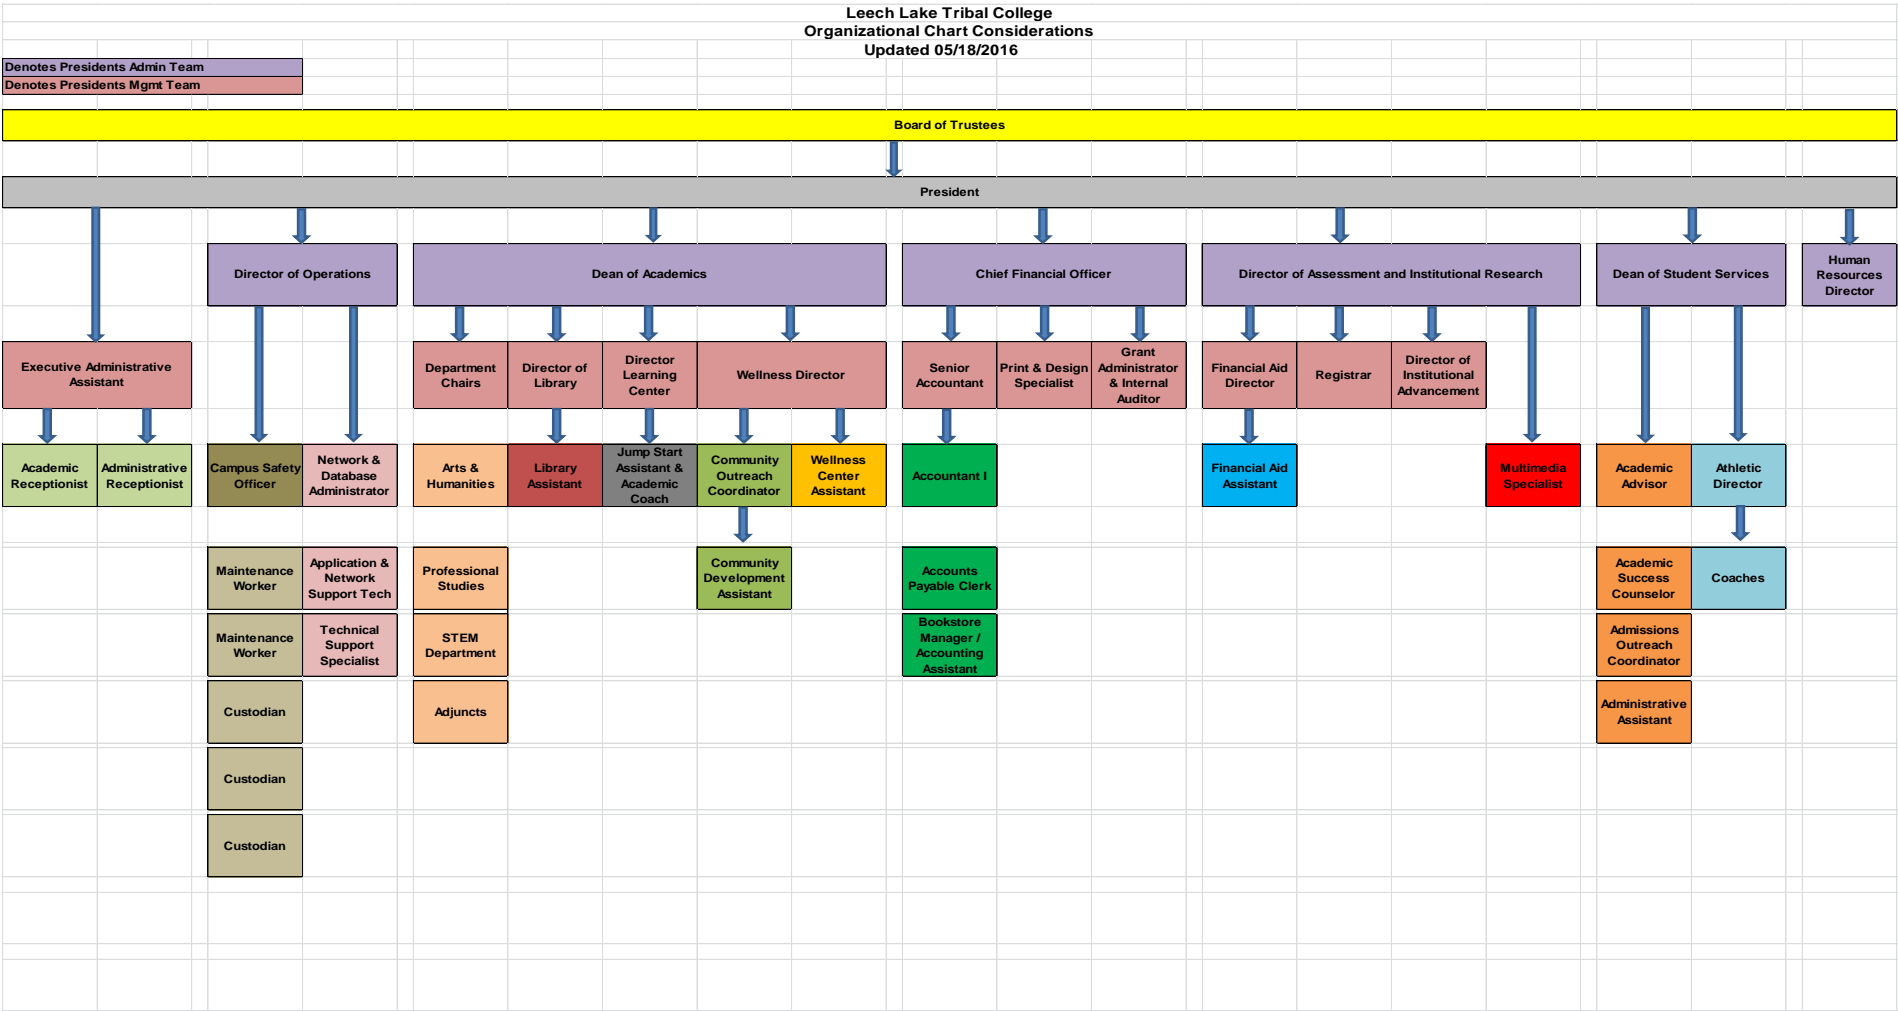 Leech Lake Tribal College
Organizational Chart Considerations
Updated 05/18/2016
Denotes Presidents Admin Team
Denotes Presidents Mgmt Team
Board of Trustees
President
Director of Operations
Dean of Academics
Chief Financial Officer
Director of Assessment and Institutional Research
Dean of Student Services
Human
Resources
Director
Executive Administrative
Assistant
Department
Chairs
Director of
Library
Director
Learning
Center
Wellness Director
Senior
Accountant
Print & Design
Specialist
Grant
Administrator
& Internal
Auditor
Financial Aid
Director
Registrar
Director of
Institutional
Advancement
Academic
Receptionist
Administrative
Receptionist
Campus Safety
Officer
Network &
Database
Administrator
Arts &
Humanities
Library
Assistant
Jump Start
Assistant &
Academic
Coach
Community
Outreach
Coordinator
Wellness
Center
Assistant
Accountant I
Financial Aid
Assistant
Multimedia
Specialist
Academic
Advisor
Athletic
Director
Maintenance
Worker
Application &
Network
Support Tech
Professional
Studies
Community
Development
Assistant
Accounts
Payable Clerk
Academic
Success
Counselor
Coaches
Maintenance
Worker
Technical
Support
Specialist
STEM
Department
Bookstore
Manager /
Accounting
Assistant
Admissions
Outreach
Coordinator
Custodian
Adjuncts
Administrative
Assistant
Custodian
Custodian